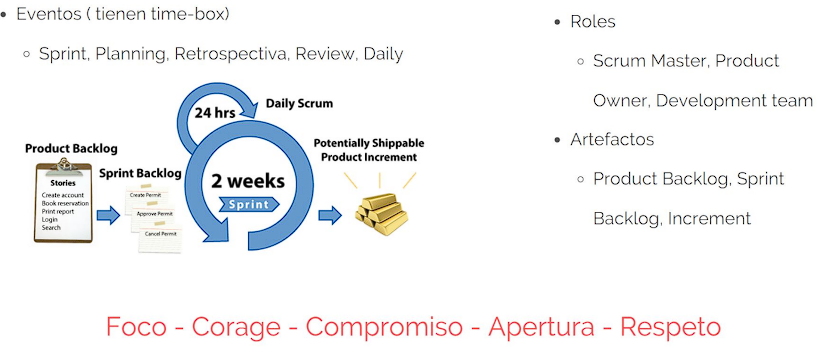 Eventos ( tienen time-box)
Sprint, Planning, Retrospectiva, Review, Daily
24 hrs
Daily Scrum
Product Backlog
Stories
Create account
Book reservation
Print report
Login
Search
Sprint Backlog
Create Permit
Approve Permit
Cancel Permit
2 weeks
Sprint
Potentially Shippable
Product Increment
Roles
Scrum Master, Product
Owner, Development team
Artefactos
Product Backlog, Sprint
Backlog, Increment
Foco - Corage - Compromiso - Apertura - Respeto